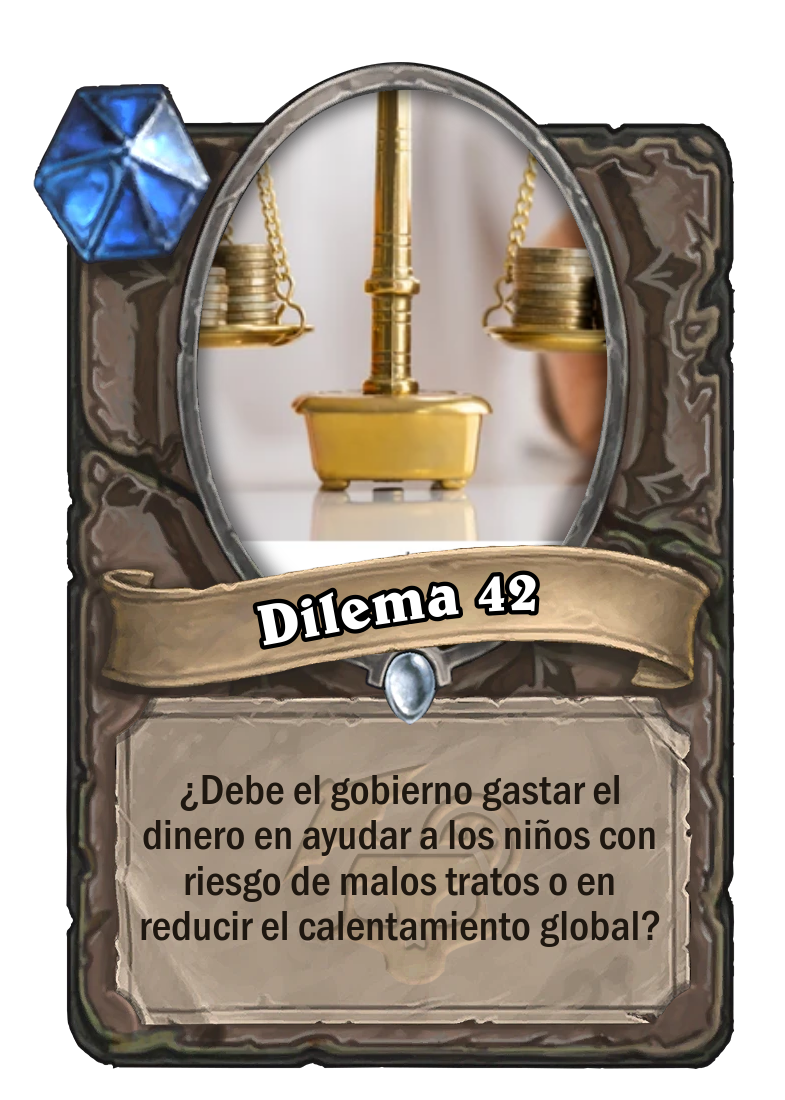 Dilema 42
¿Debe el gobierno gastar el
dinero en ayudar a los niños con
riesgo de malos tratos o en
reducir el calentamiento global?